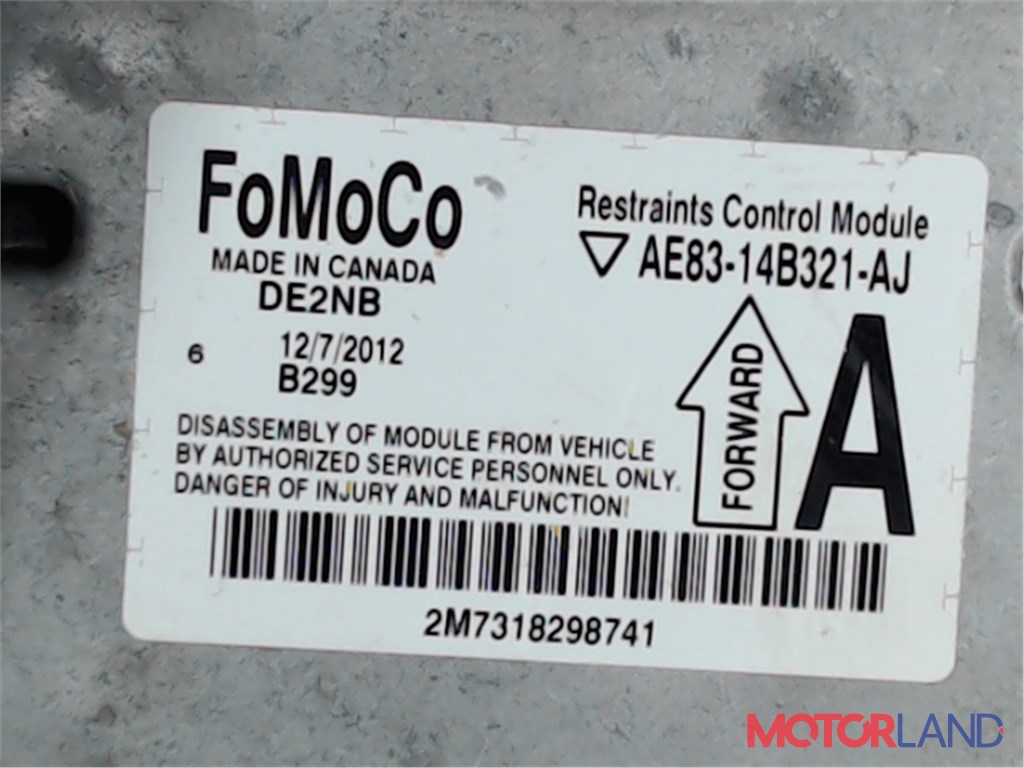 FoMoCo
MADE IN CANADA
DE2NB
6 12/7/2012
B299
Restraints Control Module
AE83-14B321-AJ
FORWARD
A
DISASSEMBLY OF MODULE FROM VEHICLE
BY AUTHORIZED SERVICE PERSONNEL ONLY.
DANGER OF INJURY AND MALFUNCTION!
2M7318298741
MOTORLAND